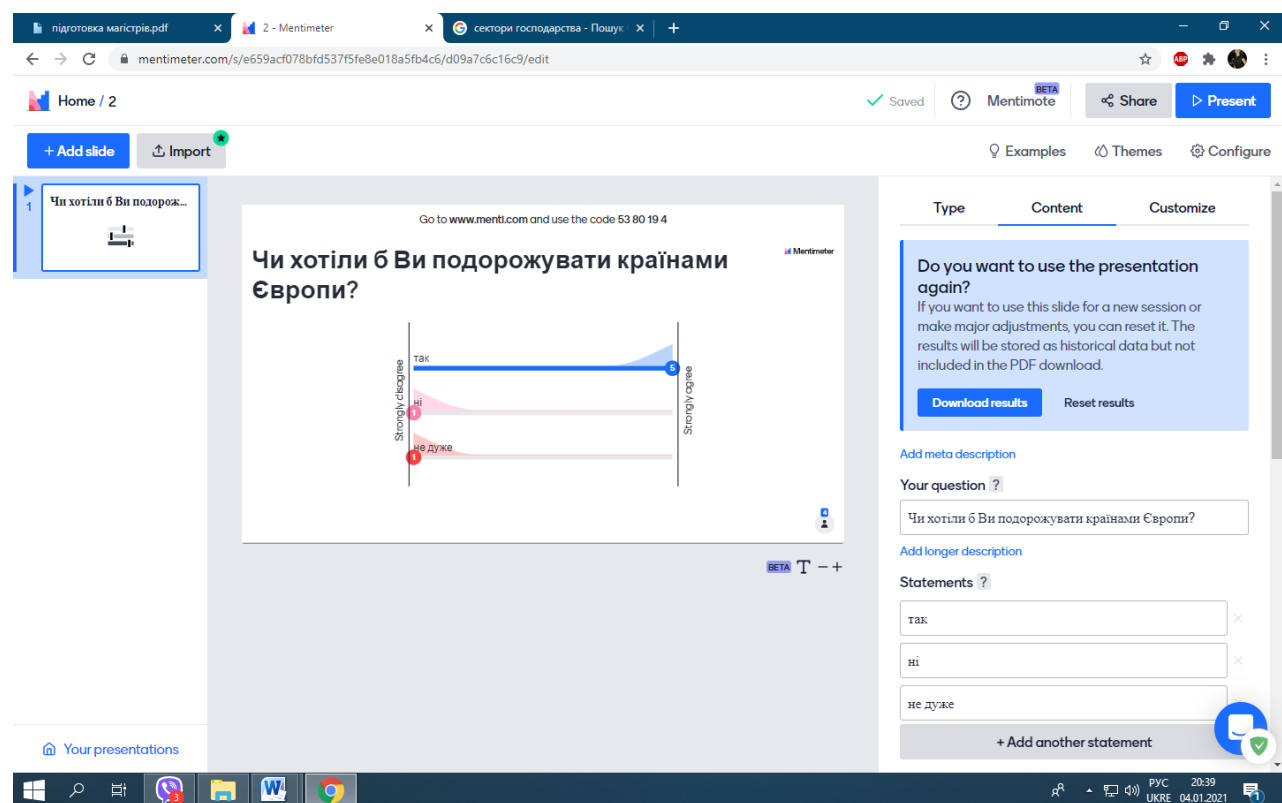 підготовка магістрів.pdf
2 - Mentimeter
сектори господарства - Пошук
mentimeter.com/s/e659acf078bfd537f5fe8e018a5fb4c6/d09a7c6c16c9/edit
ABP
Home / 2
Saved
?
Mentimote
BETA
Share
Present
+ Add slide
Import
Examples
Themes
Configure
1
Чи хотіли б Ви подорож...
Go to www.menti.com and use the code 53 80 19 4
Mentimeter
Чи хотіли б Ви подорожувати країнами
Європи?
Strongly disagree
Strongly agree
так
5
ні
1
не дуже
1
4
BETA T − +
Type
Content
Customize
Do you want to use the presentation
again?
If you want to use this slide for a new session or
make major adjustments, you can reset it. The
results will be stored as historical data but not
included in the PDF download.
Download results
Reset results
Add meta description
Your question ?
Чи хотіли б Ви подорожувати країнами Європи?
Add longer description
Statements ?
так
ні
не дуже
+ Add another statement
Your presentations
3
W
РУС
UKRE
20:39
04.01.2021
1